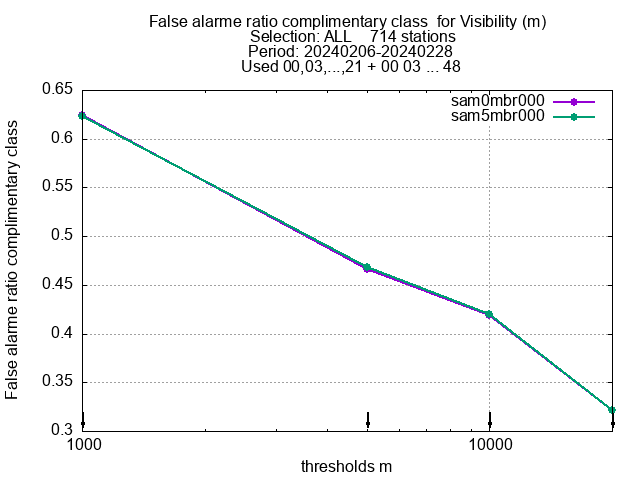 False alarme ratio complimentary class  for Visibility (m)
Selection: ALL    714 stations
Period: 20240206-20240228
Used 00,03,...,21 + 00 03 ... 48
sam0mbr000
sam5mbr000
0.65
0.6
0.55
0.5
0.45
0.4
0.35
0.3
False alarme ratio complimentary class
1000
10000
thresholds m